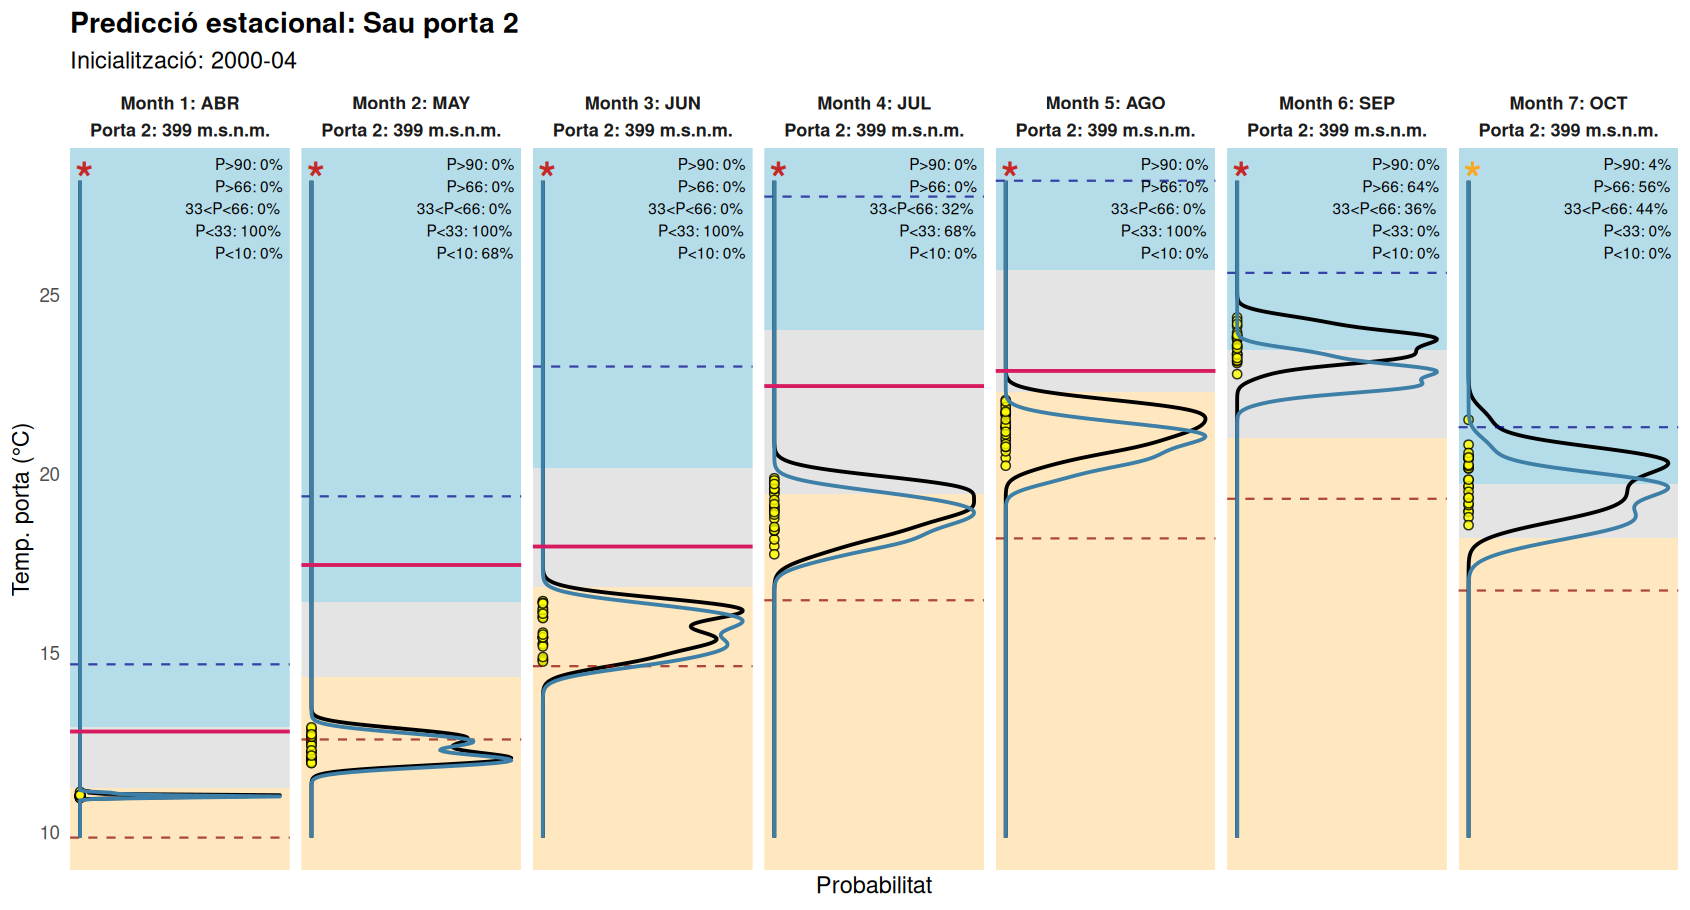 Predicció estacional: Sau porta 2
Inicialització: 2000-04
Month 1: ABR
Porta 2: 399 m.s.n.m.
Month 2: MAY
Porta 2: 399 m.s.n.m.
Month 3: JUN
Porta 2: 399 m.s.n.m.
Month 4: JUL
Porta 2: 399 m.s.n.m.
Month 5: AGO
Porta 2: 399 m.s.n.m.
Month 6: SEP
Porta 2: 399 m.s.n.m.
Month 7: OCT
Porta 2: 399 m.s.n.m.
*
P>90: 0%
P>66: 0%
33<P<66: 0%
P<33: 100%
P<10: 0%
*
P>90: 0%
P>66: 0%
33<P<66: 0%
P<33: 100%
P<10: 68%
*
P>90: 0%
P>66: 0%
33<P<66: 0%
P<33: 100%
P<10: 0%
*
P>90: 0%
P>66: 0%
33<P<66: 32%
P<33: 68%
P<10: 0%
*
P>90: 0%
P>66: 0%
33<P<66: 0%
P<33: 100%
P<10: 0%
*
P>90: 0%
P>66: 64%
33<P<66: 36%
P<33: 0%
P<10: 0%
*
P>90: 4%
P>66: 56%
33<P<66: 44%
P<33: 0%
P<10: 0%
25
20
15
10
Temp. porta (°C)
Probabilitat